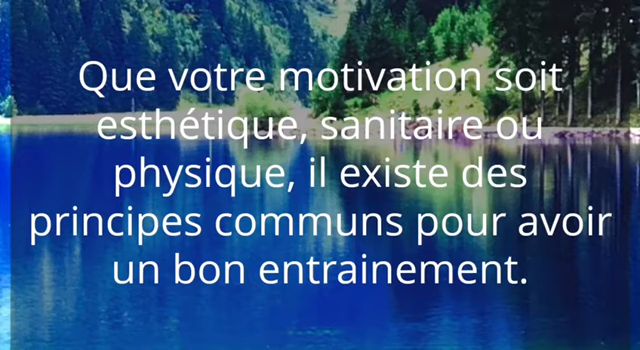 Que votre motivation soit
esthétique, sanitaire ou
physique, il existe des
principes communs pour avoir
un bon entrainement.